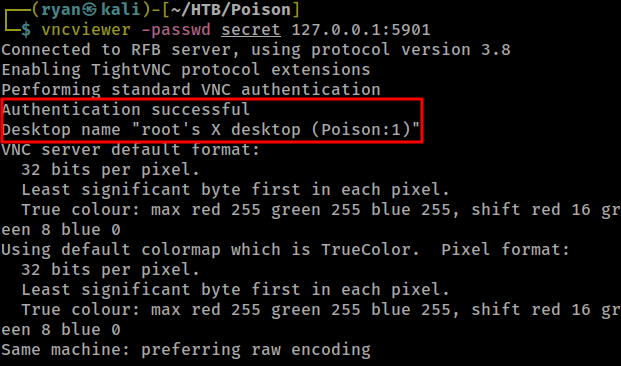 ┌──(ryan㉿kali)-[~/HTB/Poison]
└─$ vncviewer -passwd secret 127.0.0.1:5901
Connected to RFB server, using protocol version 3.8
Enabling TightVNC protocol extensions
Performing standard VNC authentication
Authentication successful
Desktop name "root's X desktop (Poison:1)"
VNC server default format:
  32 bits per pixel.
  Least significant byte first in each pixel.
  True colour: max red 255 green 255 blue 255, shift red 16 gr
een 8 blue 0
Using default colormap which is TrueColor.  Pixel format:
  32 bits per pixel.
  Least significant byte first in each pixel.
  True colour: max red 255 green 255 blue 255, shift red 16 gr
een 8 blue 0
Same machine: preferring raw encoding